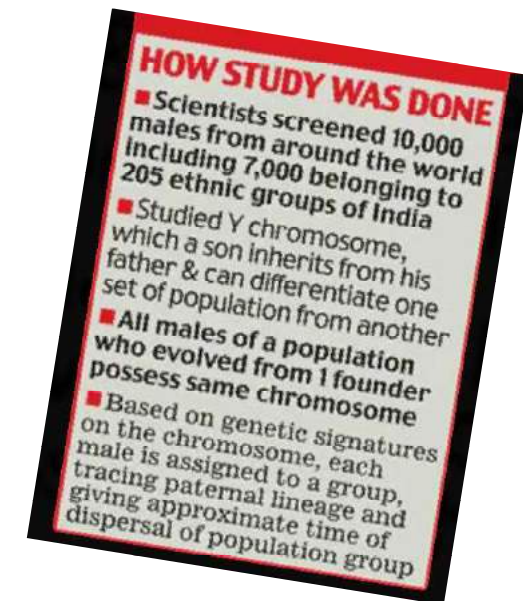 HOW STUDY WAS DONE
■ Scientists screened 10,000
males from around the world
including 7,000 belonging to
205 ethnic groups of India
■ Studied Y chromosome,
which a son inherits from his
father & can differentiate one
set of population from another
■ All males of a population
who evolved from 1 founder
possess same chromosome
■ Based on genetic signatures
on the chromosome, each
male is assigned to a group,
tracing paternal lineage and
giving approximate time of
dispersal of population group